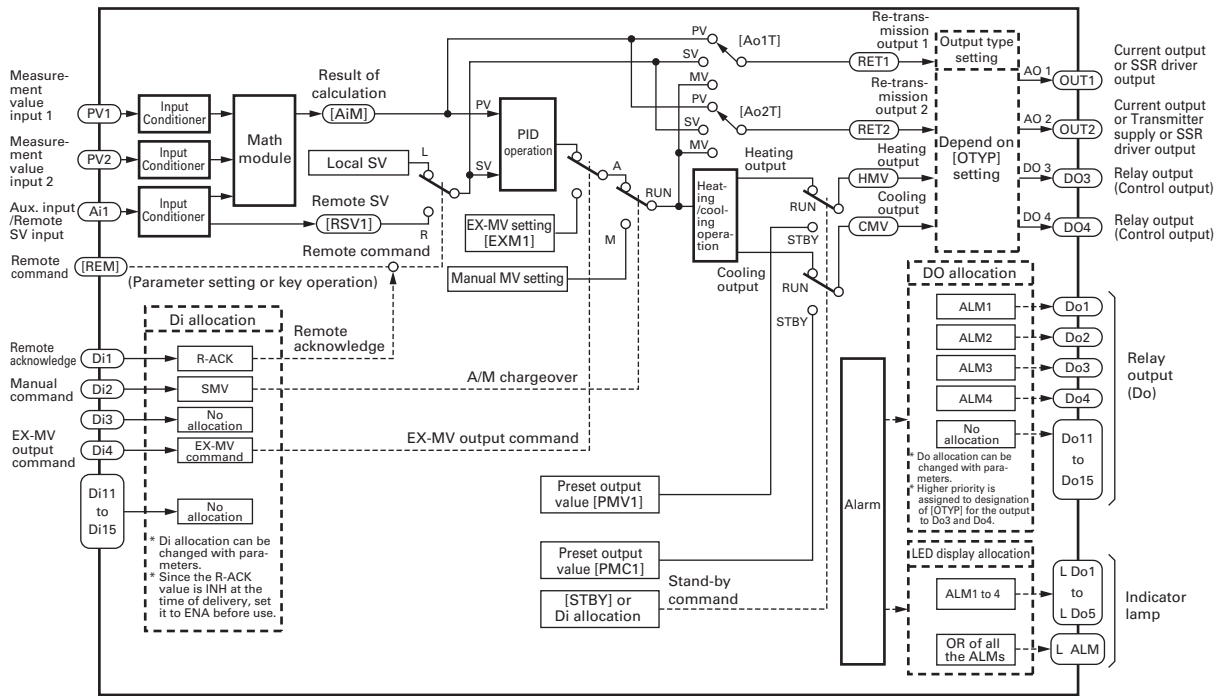 Measure-
ment
value
input 1
PV1
Input
Conditioner
Measure-
ment
value
input 2
PV2
Input
Conditioner
Aux. input
/Remote
SV input
Ai1
Input
Conditioner
Math
module
Result of
calculation
[AiM]
Remote
command
[REM]
Remote command
(Parameter setting or key operation)
Local SV
L
Remote SV
[RSV1]
R
PV
SV
PID
operation
EX-MV setting
[EXM1]
A
M
Manual MV setting
RUN
PV
SV
MV
[Ao1T]
PV
SV
MV
[Ao2T]
Heat-
ing
/cool-
ing
opera-
tion
Heating
output
Cooling
output
RUN
STBY
RUN
STBY
Re-trans-
mission
output 1
RET1
Re-trans-
mission
output 2
RET2
Heating
output
HMV
Cooling
output
CMV
Output type
setting
Depend on
[OTYP]
setting
AO 1
OUT1
Current output
or SSR driver
output
AO 2
OUT2
Current output
or Transmitter
supply or SSR
driver output
DO 3
DO3
Relay output
(Control output)
DO 4
DO4
Relay output
(Control output)
Di allocation
Remote
acknowledge
Di1
R-ACK
Remote
acknowledge
Manual
command
Di2
SMV
A/M chargeover
Di3
No
allocation
EX-MV
output
command
Di4
EX-MV
command
EX-MV output command
Di11
to
Di15
No
allocation
* Di allocation can be
changed with para-
meters.
* Since the R-ACK
value is INH at the
time of delivery, set
it to ENA before use.
Preset output
value [PMV1]
Preset output
value [PMC1]
[STBY] or
Di allocation
Stand-by
command
Alarm
DO allocation
ALM1
Do1
ALM2
Do2
ALM3
Do3
ALM4
Do4
No
allocation
Do11
to
Do15
* Do allocation can be
changed with para-
meters.
* Higher priority is
assigned to designation
of [OTYP] for the output
to Do3 and Do4.
Relay
output
(Do)
LED display allocation
ALM1 to 4
L Do1
to
L Do5
OR of all
the ALMs
L ALM
Indicator
lamp